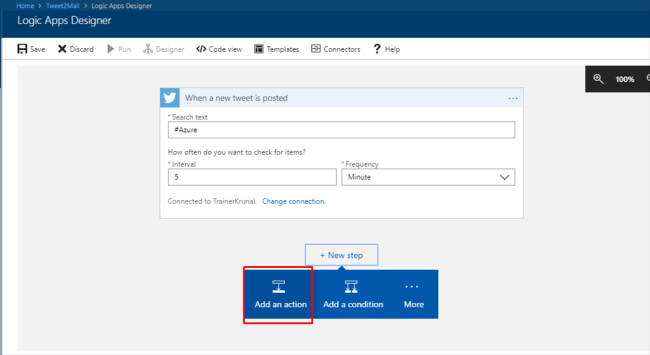 Home > Tweet2Mail > Logic Apps Designer
Logic Apps Designer
Save Discard Run Designer Code view Templates Connectors ? Help
100%
When a new tweet is posted ...
* Search text
#Azure
How often do you want to check for items?
* Interval * Frequency
5 Minute
Connected to TrainerKrunal. Change connection.
+ New step
Add an action Add a condition More